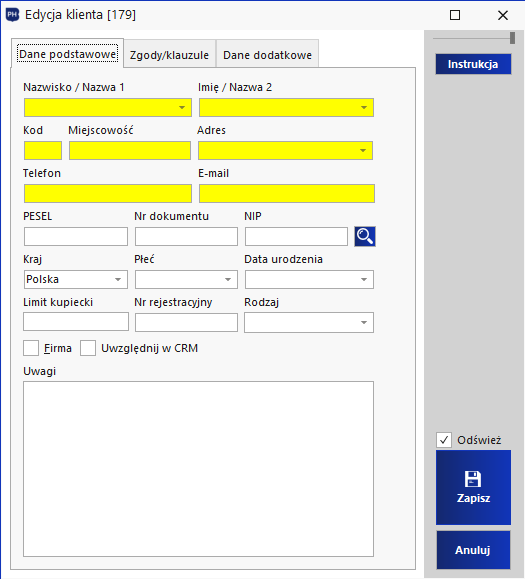 PH Edycja klienta [179]
Dane podstawowe Zgody/klauzule Dane dodatkowe
Instrukcja
Nazwisko / Nazwa 1 Imię / Nazwa 2
Kod Miejscowość Adres
Telefon E-mail
PESEL Nr dokumentu NIP
Kraj Płeć Data urodzenia
Polska
Limit kupiecki Nr rejestracyjny Rodzaj
Firma Uwzględnij w CRM
Uwagi
Odśwież
Zapisz
Anuluj